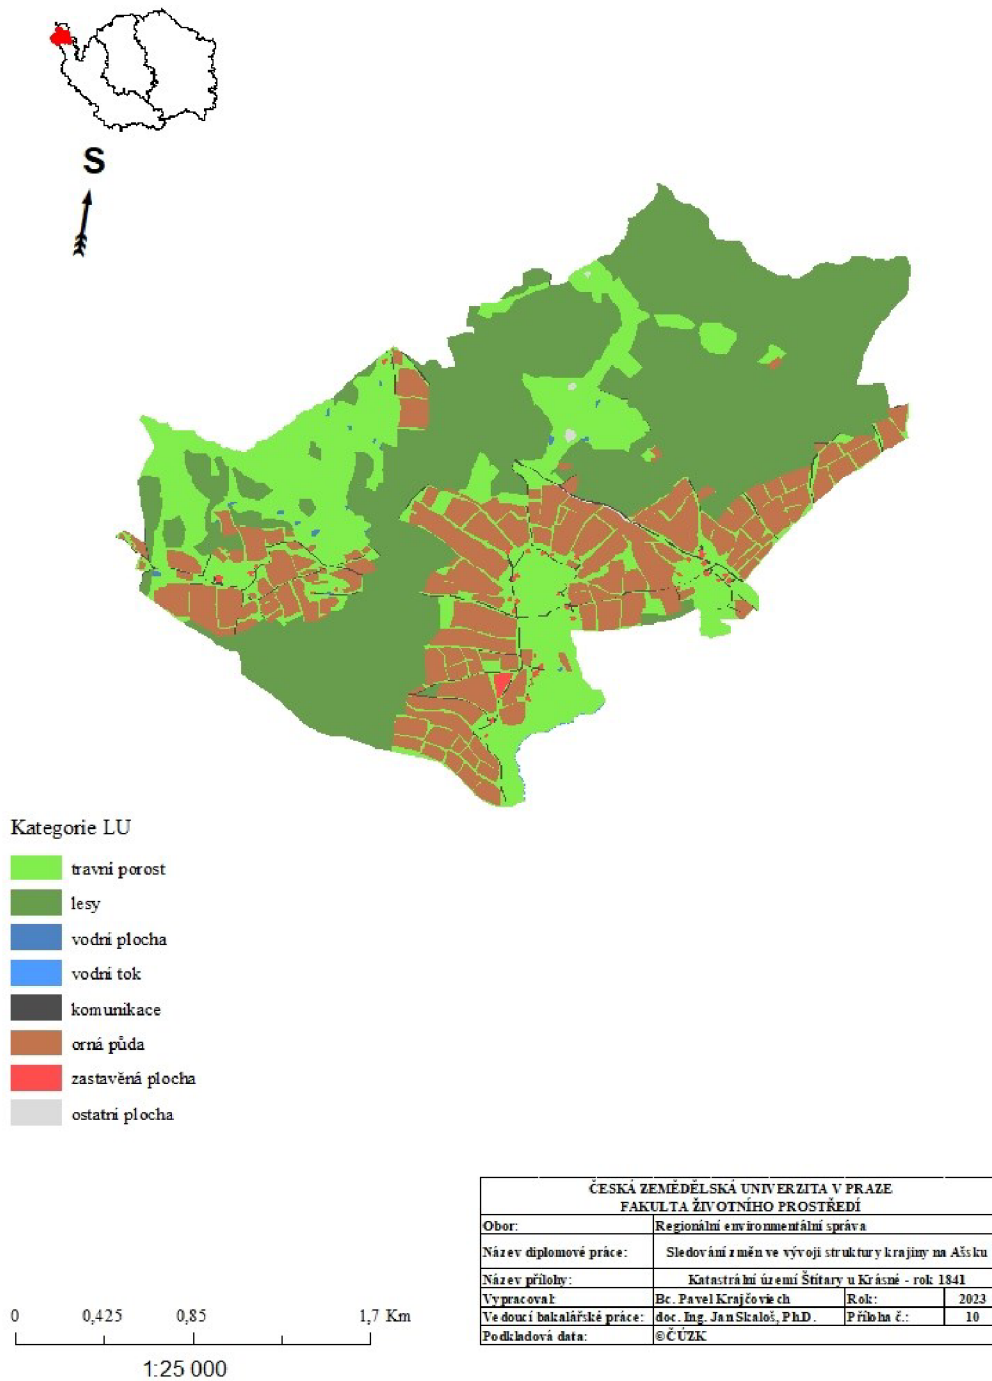 S
Kategorie LU
travní porost
lesy
vodní plocha
vodní tok
komunikace
orná půda
zastavěná plocha
ostatní plocha
ČESKÁ ZEMĚDĚLSKÁ UNIVERZITA V PRAZE
FAKULTA ŽIVOTNÍHO PROSTŘEDÍ
Obor: Regionální environmentální správa
Název diplomové práce: Sledování změn ve vývoji struktury krajiny na Ašsku
Název přílohy: Katastrální území Štítary u Krásné - rok 1841
Vypracoval: Bc. Pavel Krajčoviech Rok: 2023
Vedoucí bakalářské práce: doc. Ing. Jan Skaloš, Ph.D. Příloha č.: 10
Podkladová data: ©ČÚZK
0 0,425 0,85 1,7 Km
1:25 000